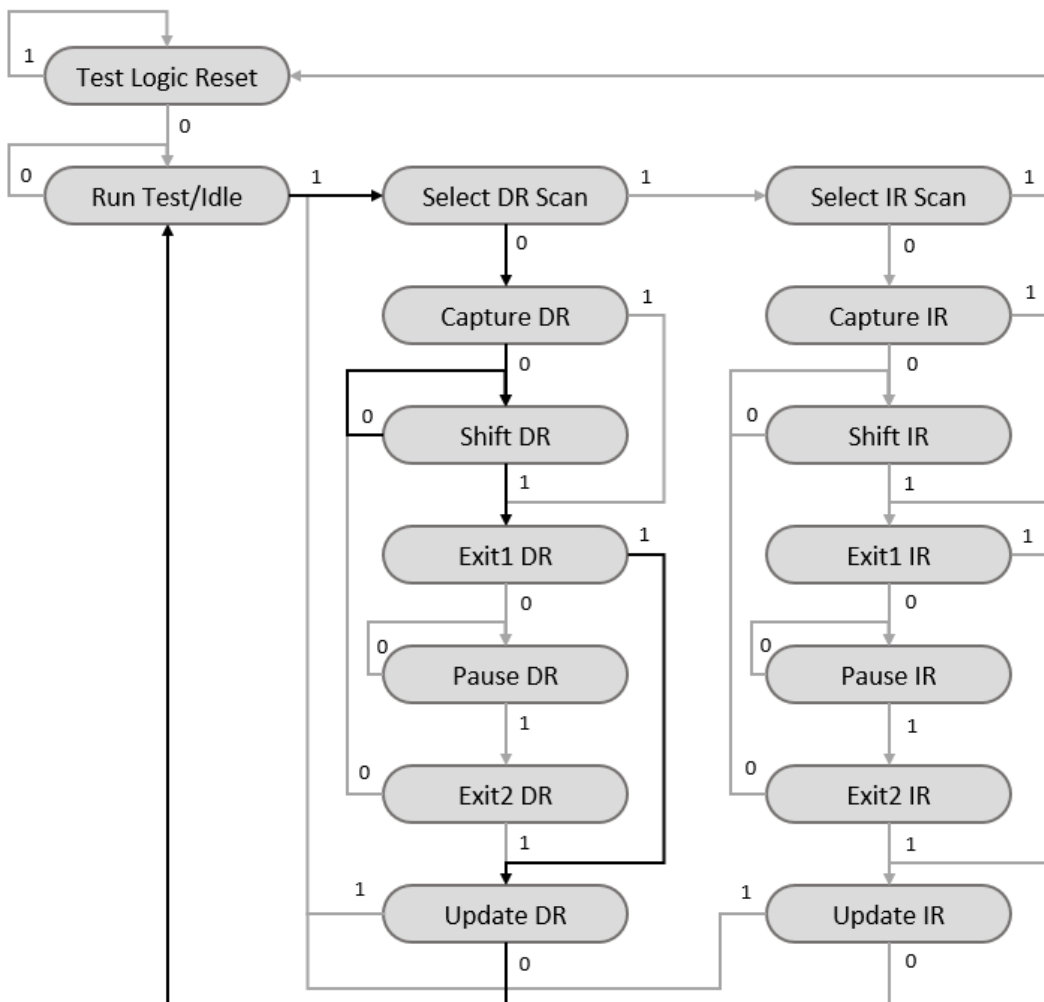 1
Test Logic Reset
0
0
Run Test/Idle
1
Select DR Scan
1
Select IR Scan
1
0
0
Capture DR
1
Capture IR
1
0
0
0
Shift DR
0
Shift IR
1
1
Exit1 DR
1
Exit1 IR
1
0
0
0
Pause DR
0
Pause IR
1
1
0
Exit2 DR
0
Exit2 IR
1
1
1
Update DR
1
Update IR
0
0